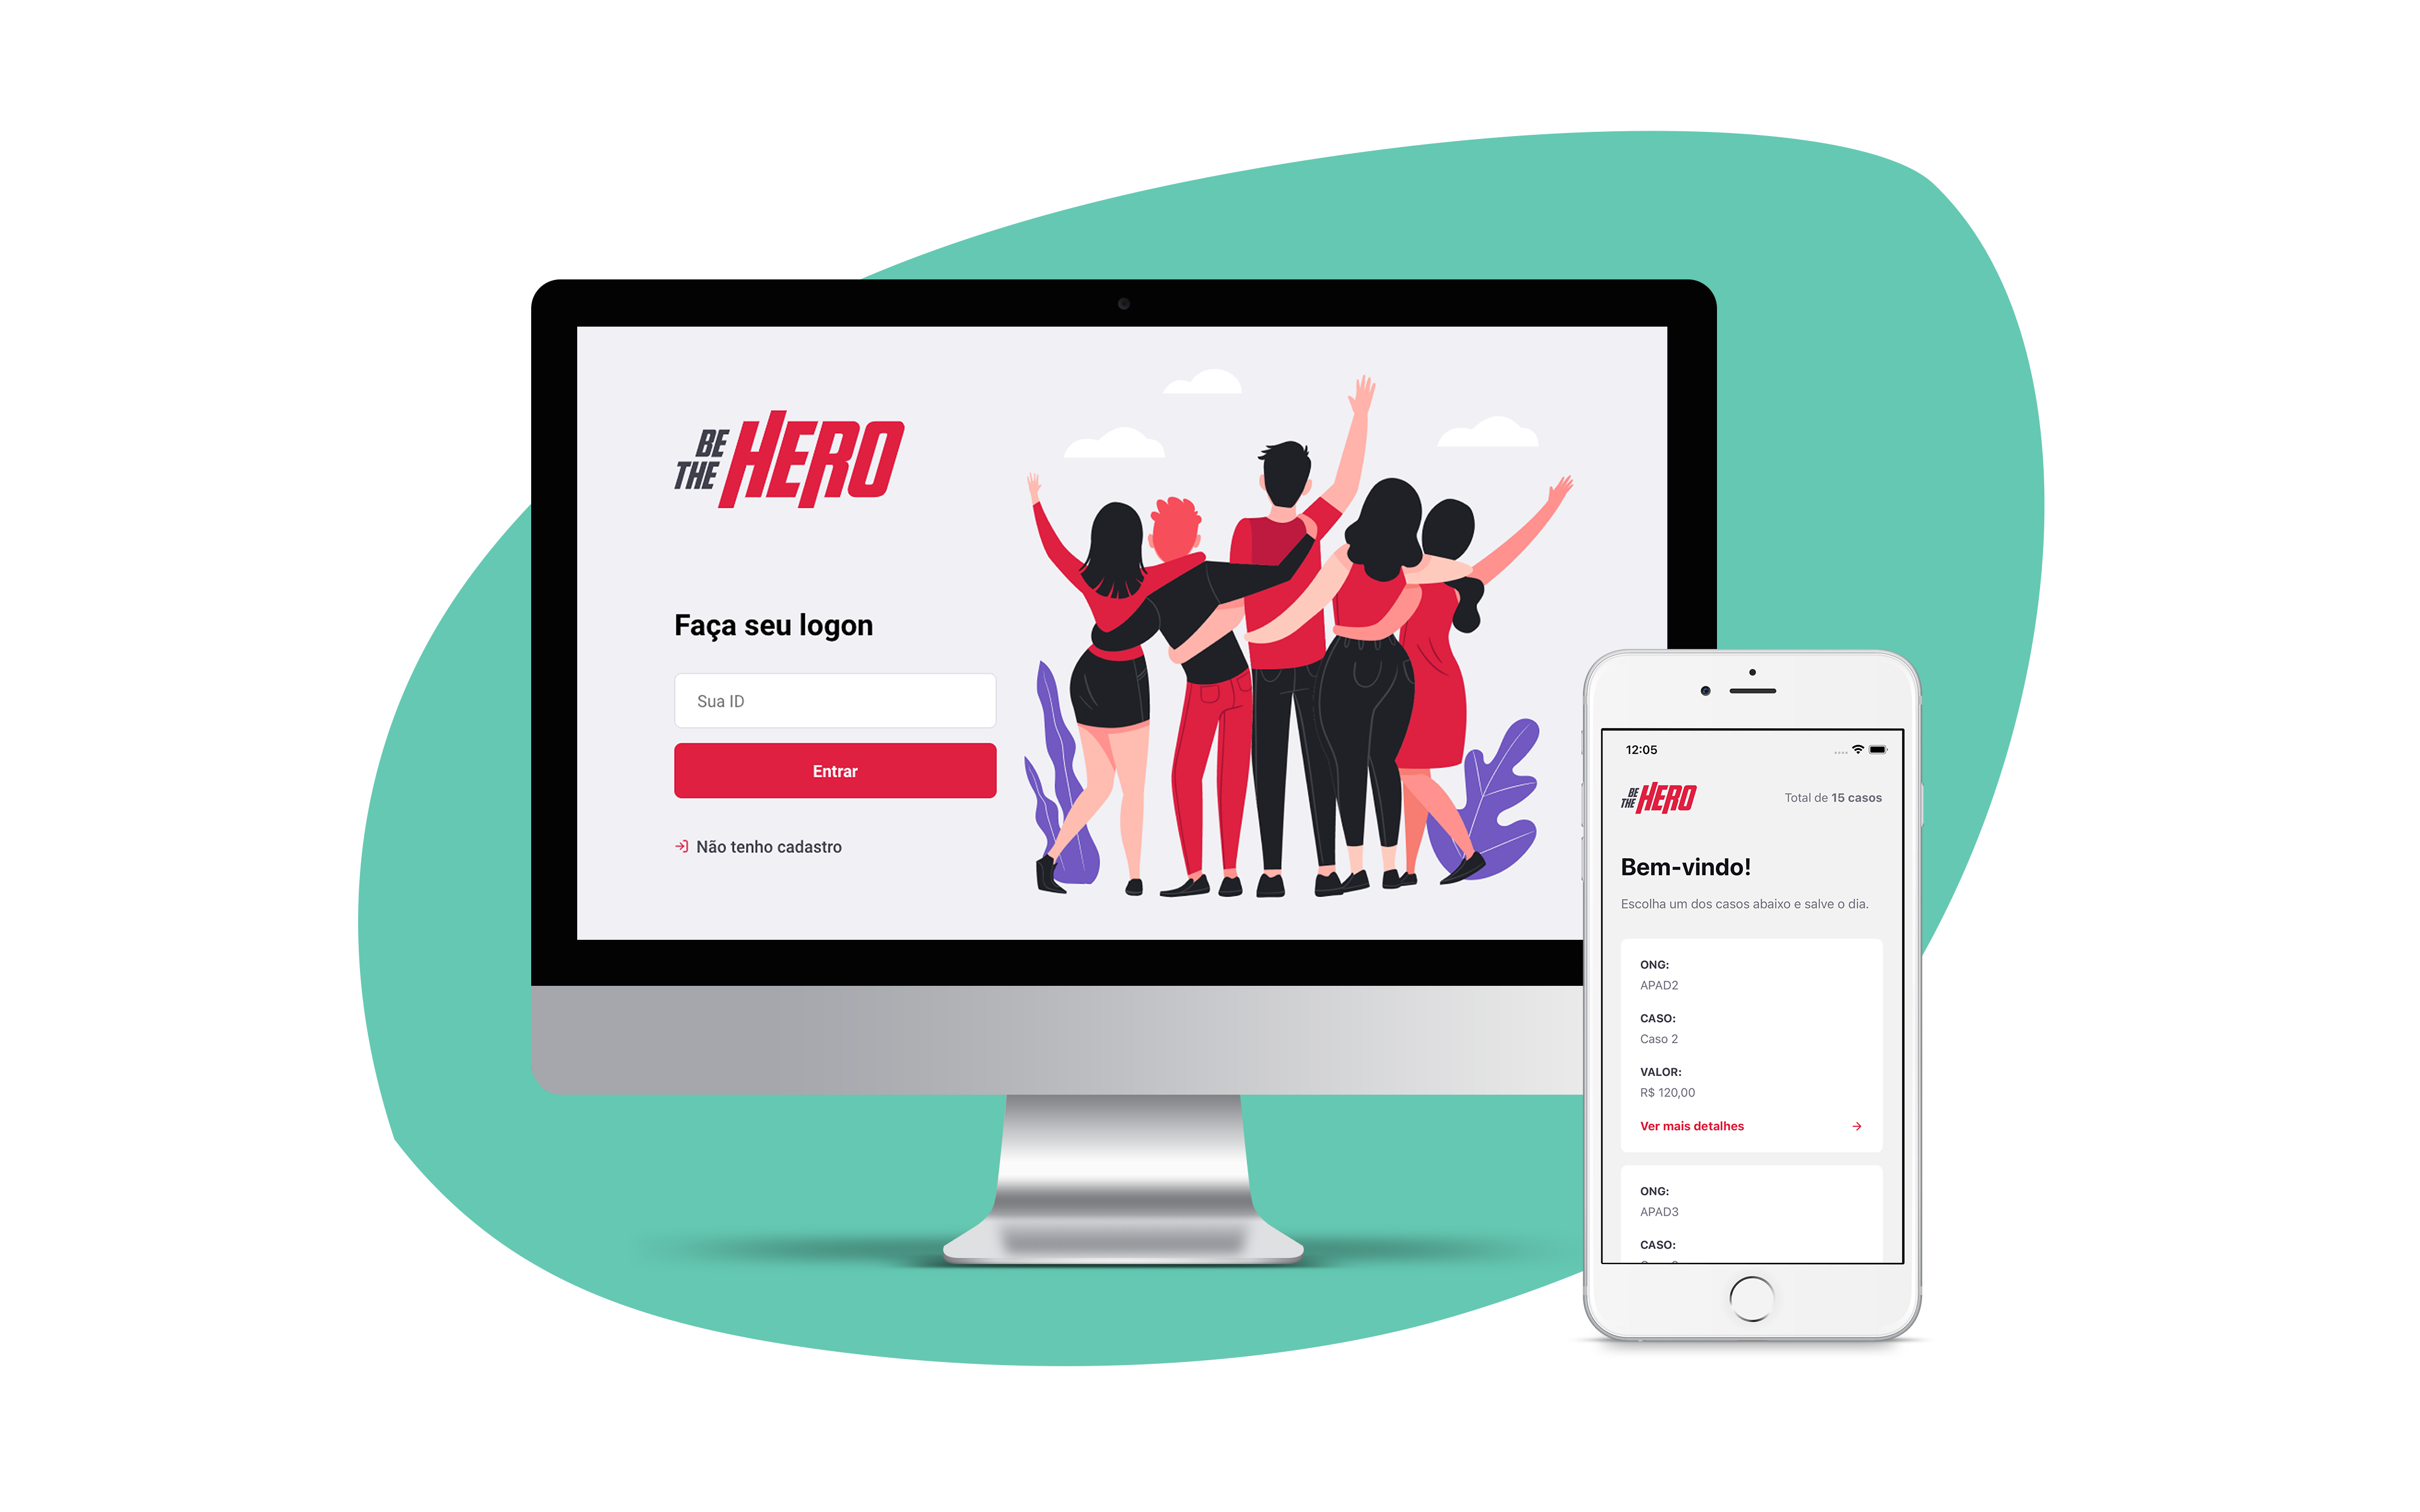 BE
THE HERO
Faça seu logon
Sua ID
Entrar
Não tenho cadastro
12:05
BE
THE HERO
Total de 15 casos
Bem-vindo!
Escolha um dos casos abaixo e salve o dia.
ONG:
APAD2
CASO:
Caso 2
VALOR:
R$ 120,00
Ver mais detalhes
ONG:
APAD3
CASO: